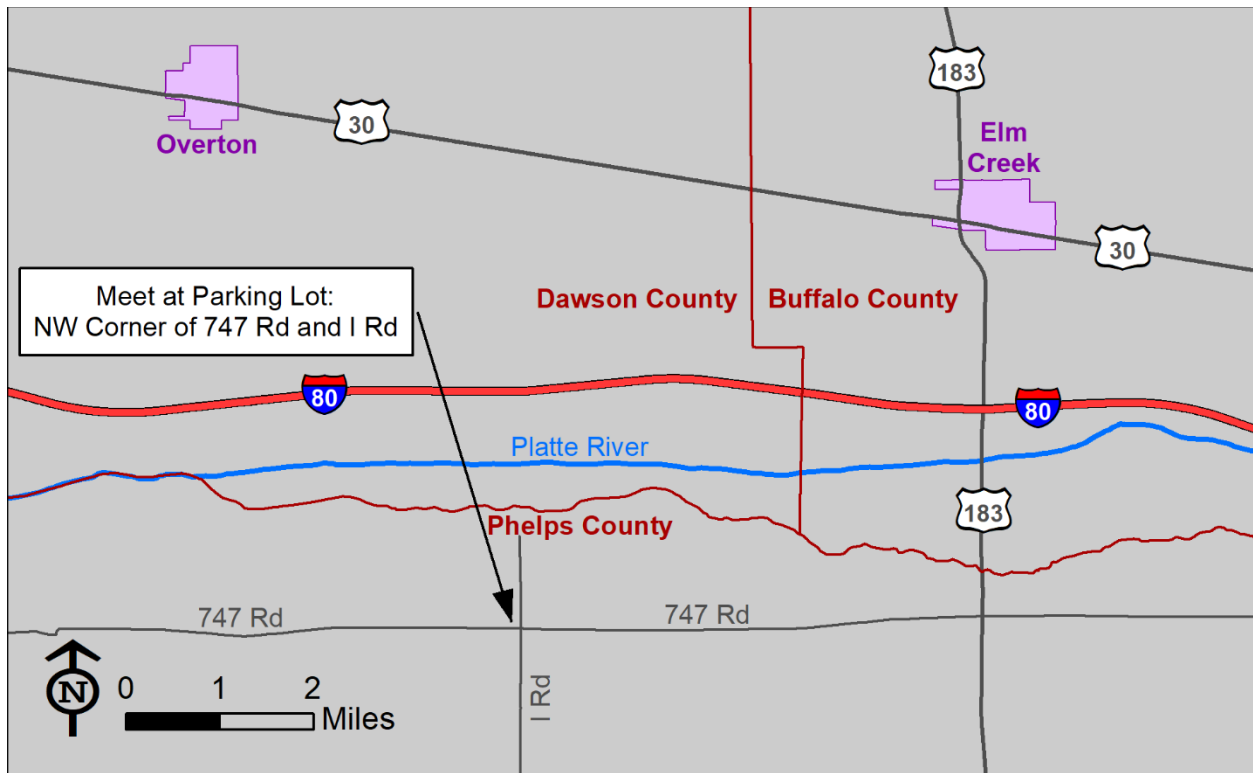 183
Overton
30
Elm
Creek
30
Meet at Parking Lot:
NW Corner of 747 Rd and I Rd
Dawson County
Buffalo County
80
80
Platte River
Phelps County
183
747 Rd
747 Rd
N
0 1 2
Miles
I Rd